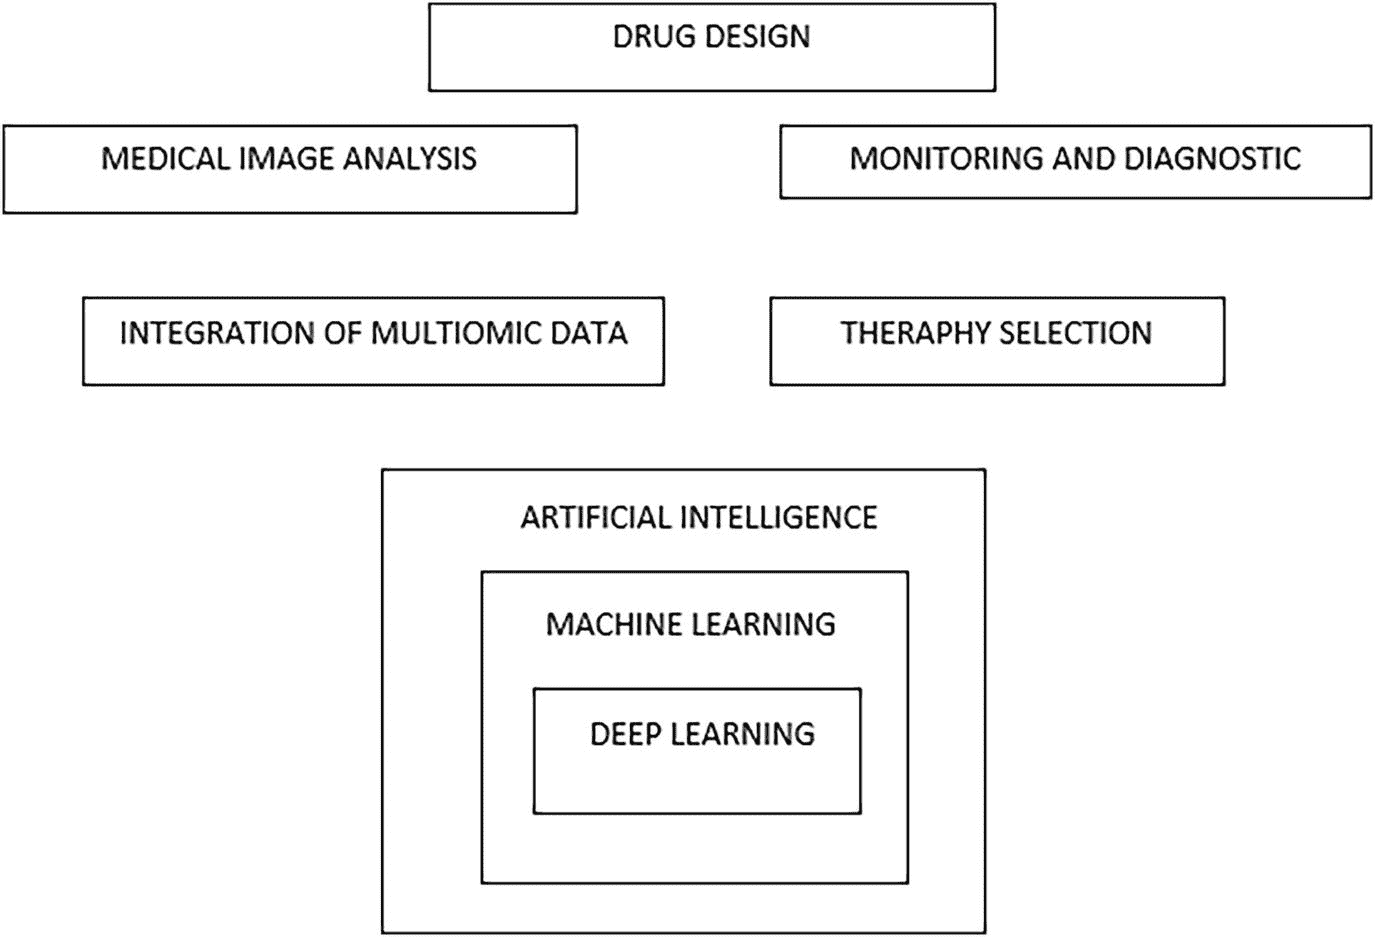 DRUG DESIGN
MEDICAL IMAGE ANALYSIS
MONITORING AND DIAGNOSTIC
INTEGRATION OF MULTIOMIC DATA
THERAPHY SELECTION
ARTIFICIAL INTELLIGENCE
MACHINE LEARNING
DEEP LEARNING